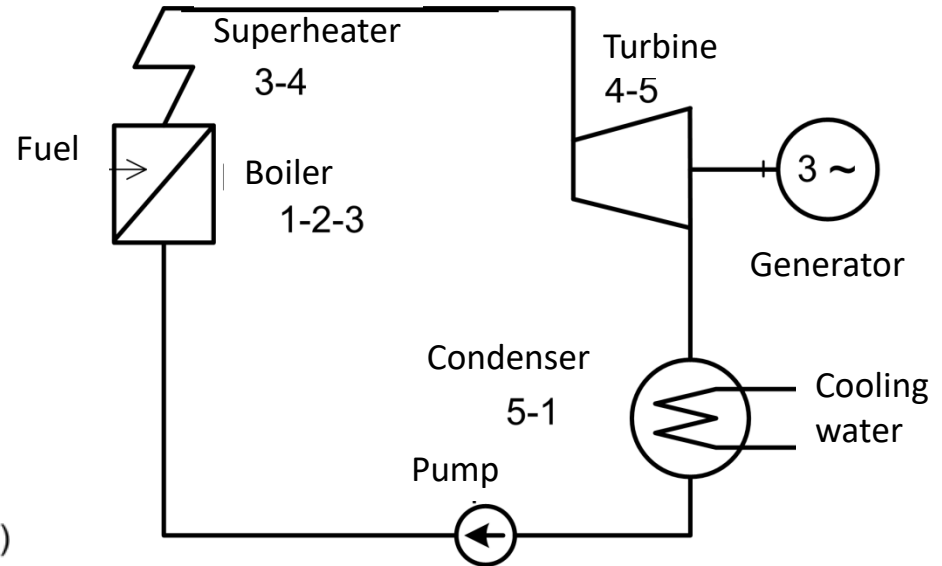 Superheater
3-4
Turbine
4-5
Fuel
Boiler
1-2-3
3 ~
Generator
Condenser
5-1
Cooling
water
Pump
)